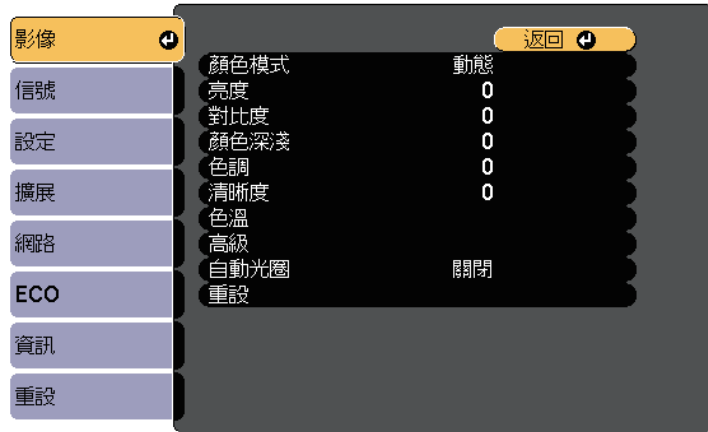 影像
信號
設定
擴展
網路
ECO
資訊
重設
返回
顏色模式 動態
亮度 0
對比度 0
顏色深淺 0
色調 0
清晰度 0
色溫
高級
自動光圈 關閉
重設